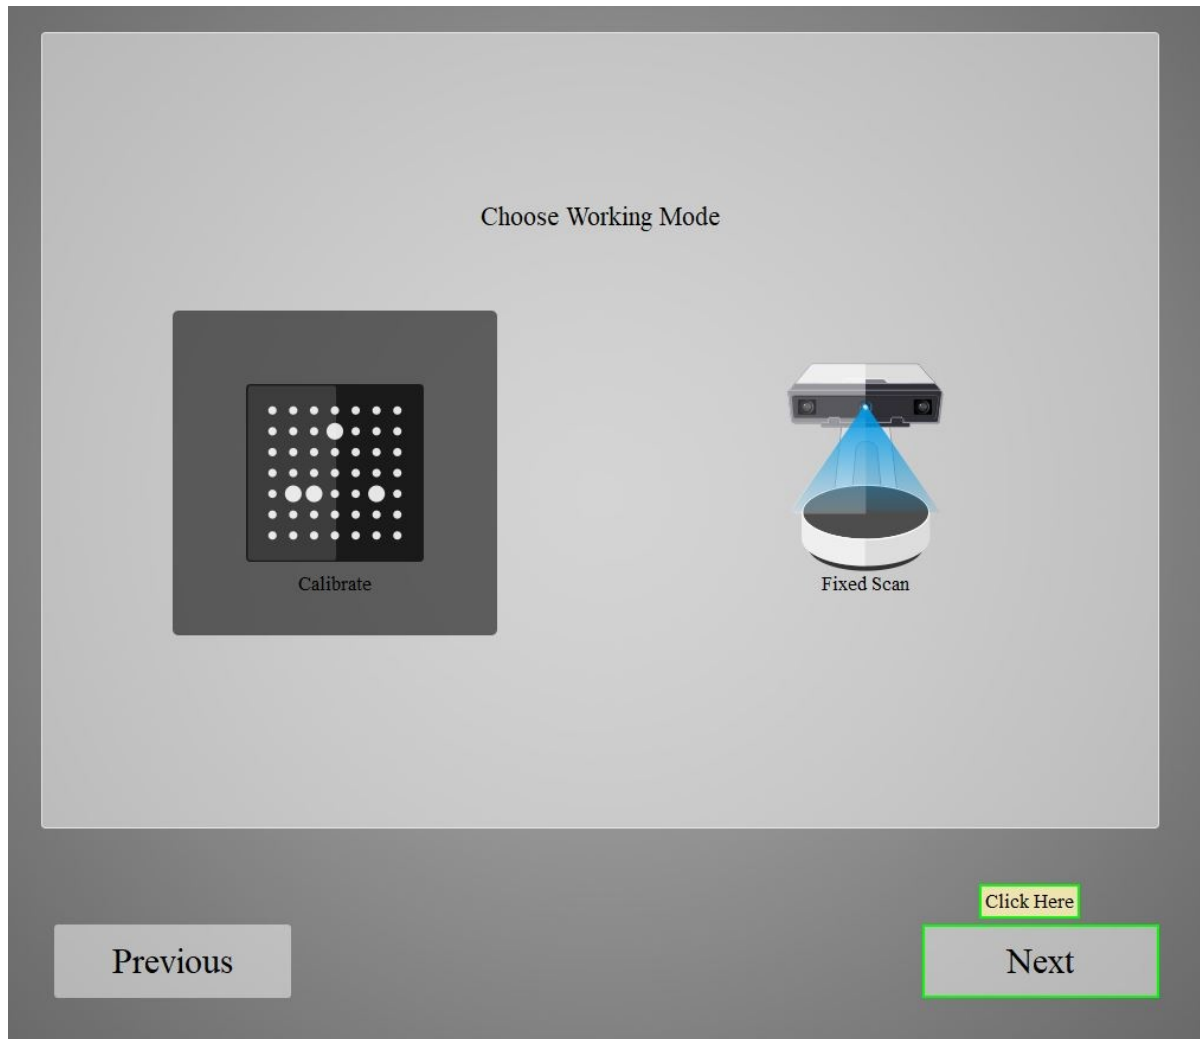 Choose Working Mode
Calibrate
Fixed Scan
Click Here
Previous
Next